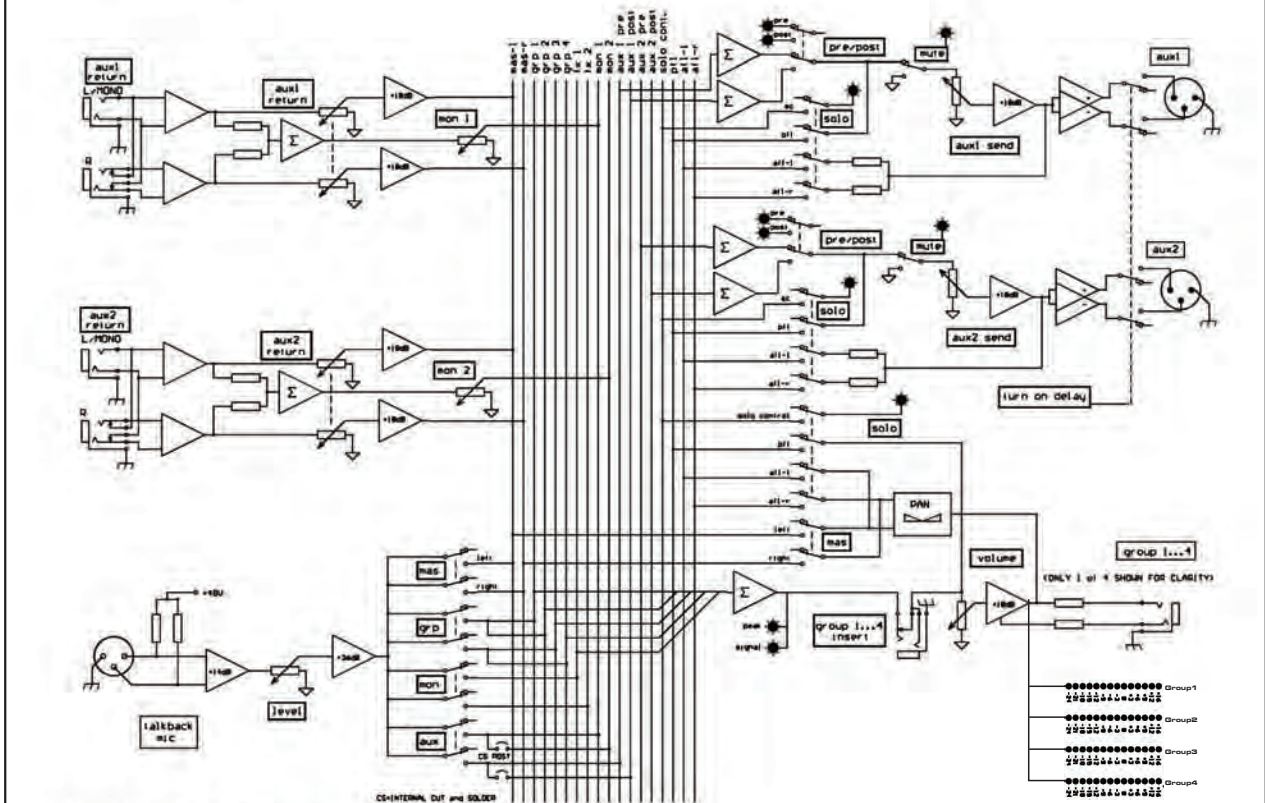 aux1
return
L/MONO
R
aux1
return
+10dB
mon 1
+10dB
aux2
return
L/MONO
R
aux2
return
+10dB
mon 2
+10dB
+48V
talkback
mic
level
mas
left
right
grp
mon
aux
CS POST
CS=INTERNAL CUT and SOLDER
mas-l
mas-r
grp 1
grp 2
grp 3
grp 4
mon 1
mon 2
aux 1 pre
aux 1 post
aux 2 pre
aux 2 post
solo cont.
pfl
afl-l
afl-r
Σ
Σ
pre
post
pre/post
mute
sc
solo
pfl
afl-l
afl-r
+10dB
aux1 send
aux1
Σ
Σ
pre
post
pre/post
mute
sc
solo
pfl
afl-l
afl-r
+10dB
aux2 send
aux2
turn on delay
solo control
solo
pfl
afl-l
afl-r
left
right
mas
PAN
Σ
peak
signal
group 1...4
insert
volume
+10dB
group 1...4
(ONLY 1 of 4 SHOWN FOR CLARITY)
Group1
Group2
Group3
Group4